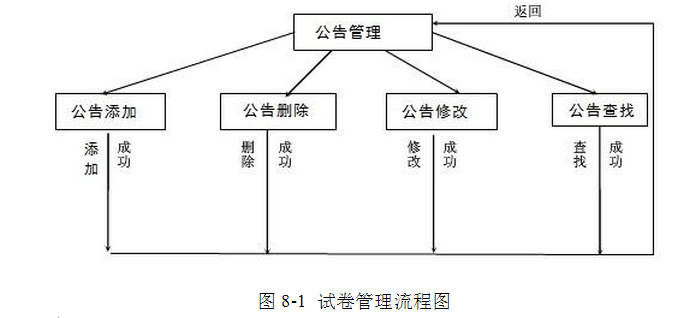 返回
公告管理
公告添加
公告删除
公告修改
公告查找
添加
成功
删除
成功
修改
成功
查找
成功
图 8-1 试卷管理流程图